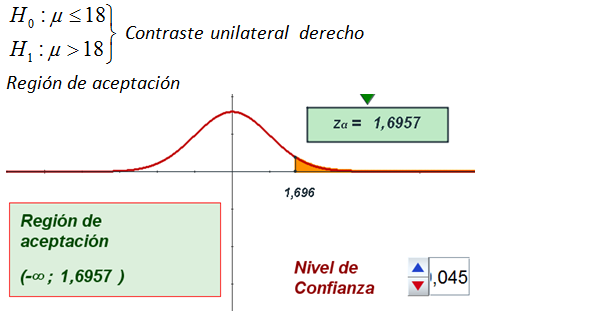 H₀ : μ ≤ 18
H₁ : μ > 18
Contraste unilateral derecho
Región de aceptación
zα = 1,6957
1,696
Región de
aceptación
(-∞ ; 1,6957 )
Nivel de
Confianza
,045